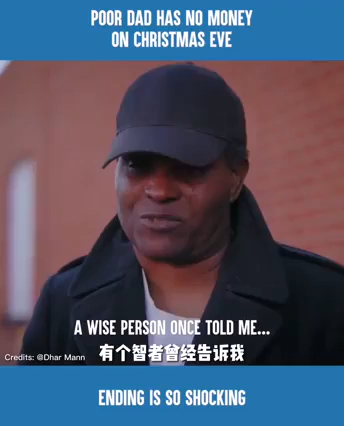 POOR DAD HAS NO MONEY
ON CHRISTMAS EVE
A WISE PERSON ONCE TOLD ME...
Credits: @Dhar Mann
有个智者曾经告诉我
ENDING IS SO SHOCKING